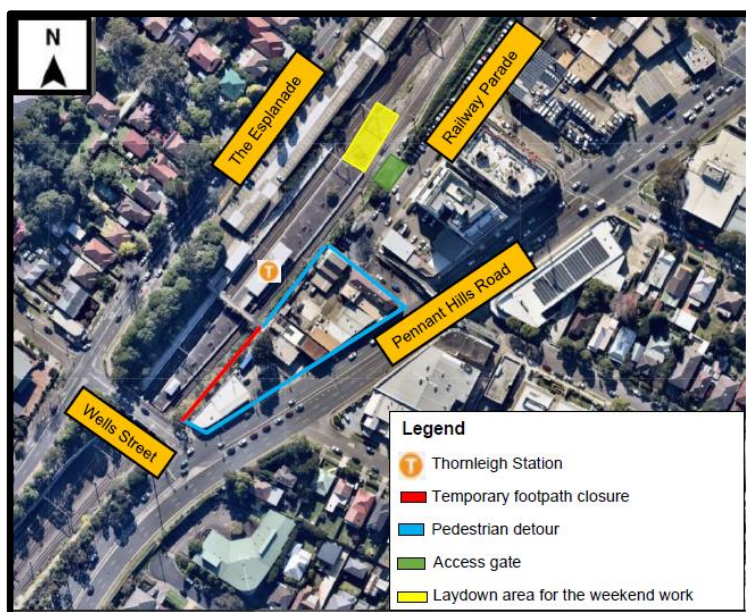 N
The Esplanade
Railway Parade
T
Pennant Hills Road
Wells Street
Legend
T Thornleigh Station
Temporary footpath closure
Pedestrian detour
Access gate
Laydown area for the weekend work